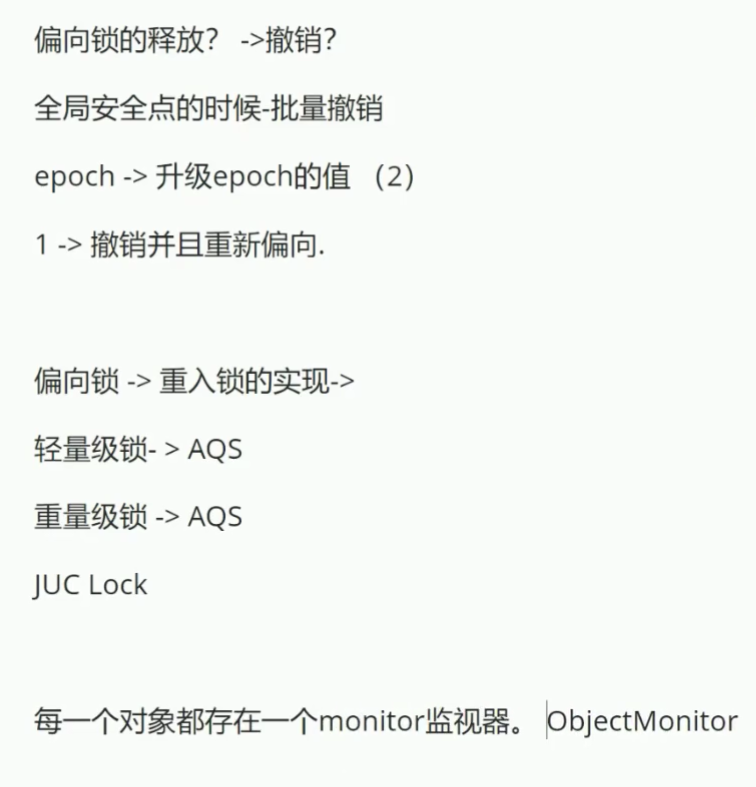 偏向锁的释放？ ->撤销？
全局安全点的时候-批量撤销
epoch -> 升级epoch的值 （2）
1 -> 撤销并且重新偏向.
偏向锁 -> 重入锁的实现->
轻量级锁- > AQS
重量级锁 -> AQS
JUC Lock
每一个对象都存在一个monitor监视器。 ObjectMonitor